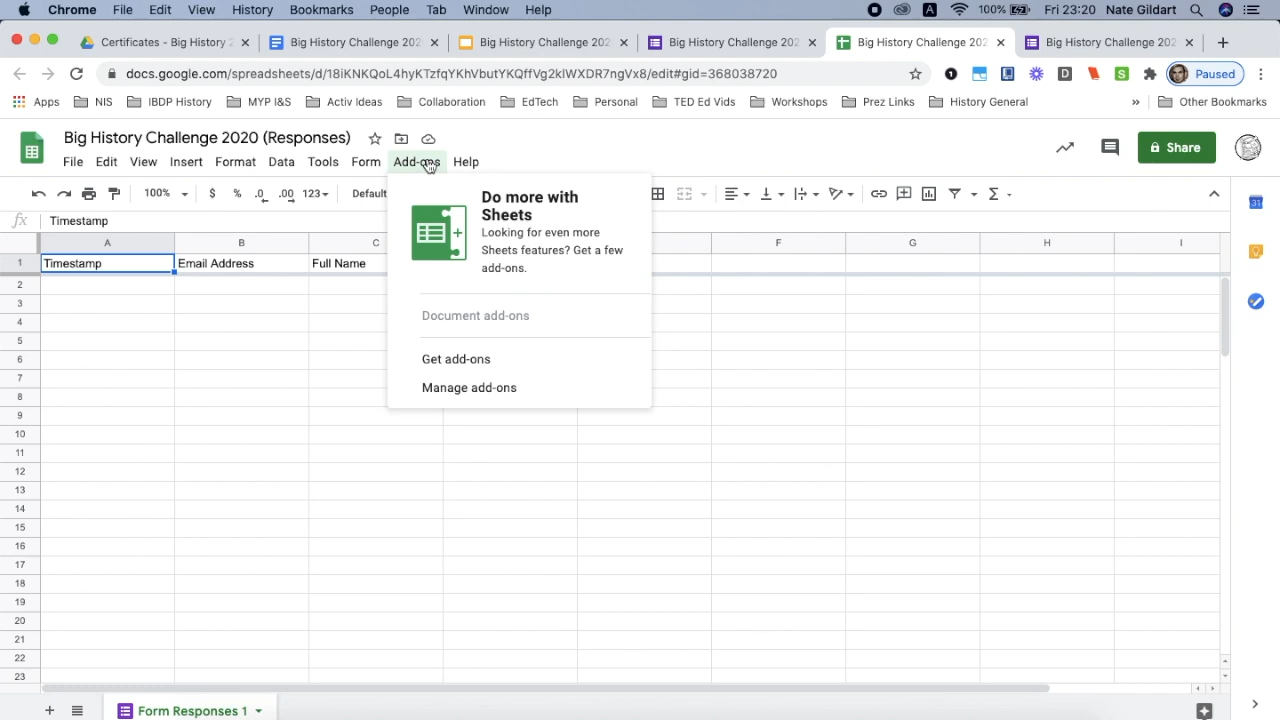 Chrome File Edit View History Bookmarks People Tab Window Help 100% Fri 23:20 Nate Gildart
Certificates - Big History 2 Big History Challenge 202 Big History Challenge 202 Big History Challenge 202 Big History Challenge 202 Big History Challenge 202
docs.google.com/spreadsheets/d/18iKNKQoL4hyKTzfqYKhVbutYKQffVg2kIWXDR7ngVx8/edit#gid=368038720 Paused
Apps NIS IBDP History MYP I&S Activ Ideas Collaboration EdTech Personal TED Ed Vids Workshops Prez Links History General » Other Bookmarks
Big History Challenge 2020 (Responses)
File Edit View Insert Format Data Tools Form Add-ons Help
Share
100% $ % .0 .00 123 Default
fx Timestamp
A B C F G H I
1 Timestamp Email Address Full Name
Do more with
Sheets
Looking for even more
Sheets features? Get a few
add-ons.
Document add-ons
Get add-ons
Manage add-ons
2
3
4
5
6
7
8
9
10
11
12
13
14
15
16
17
18
19
20
21
22
23
Form Responses 1